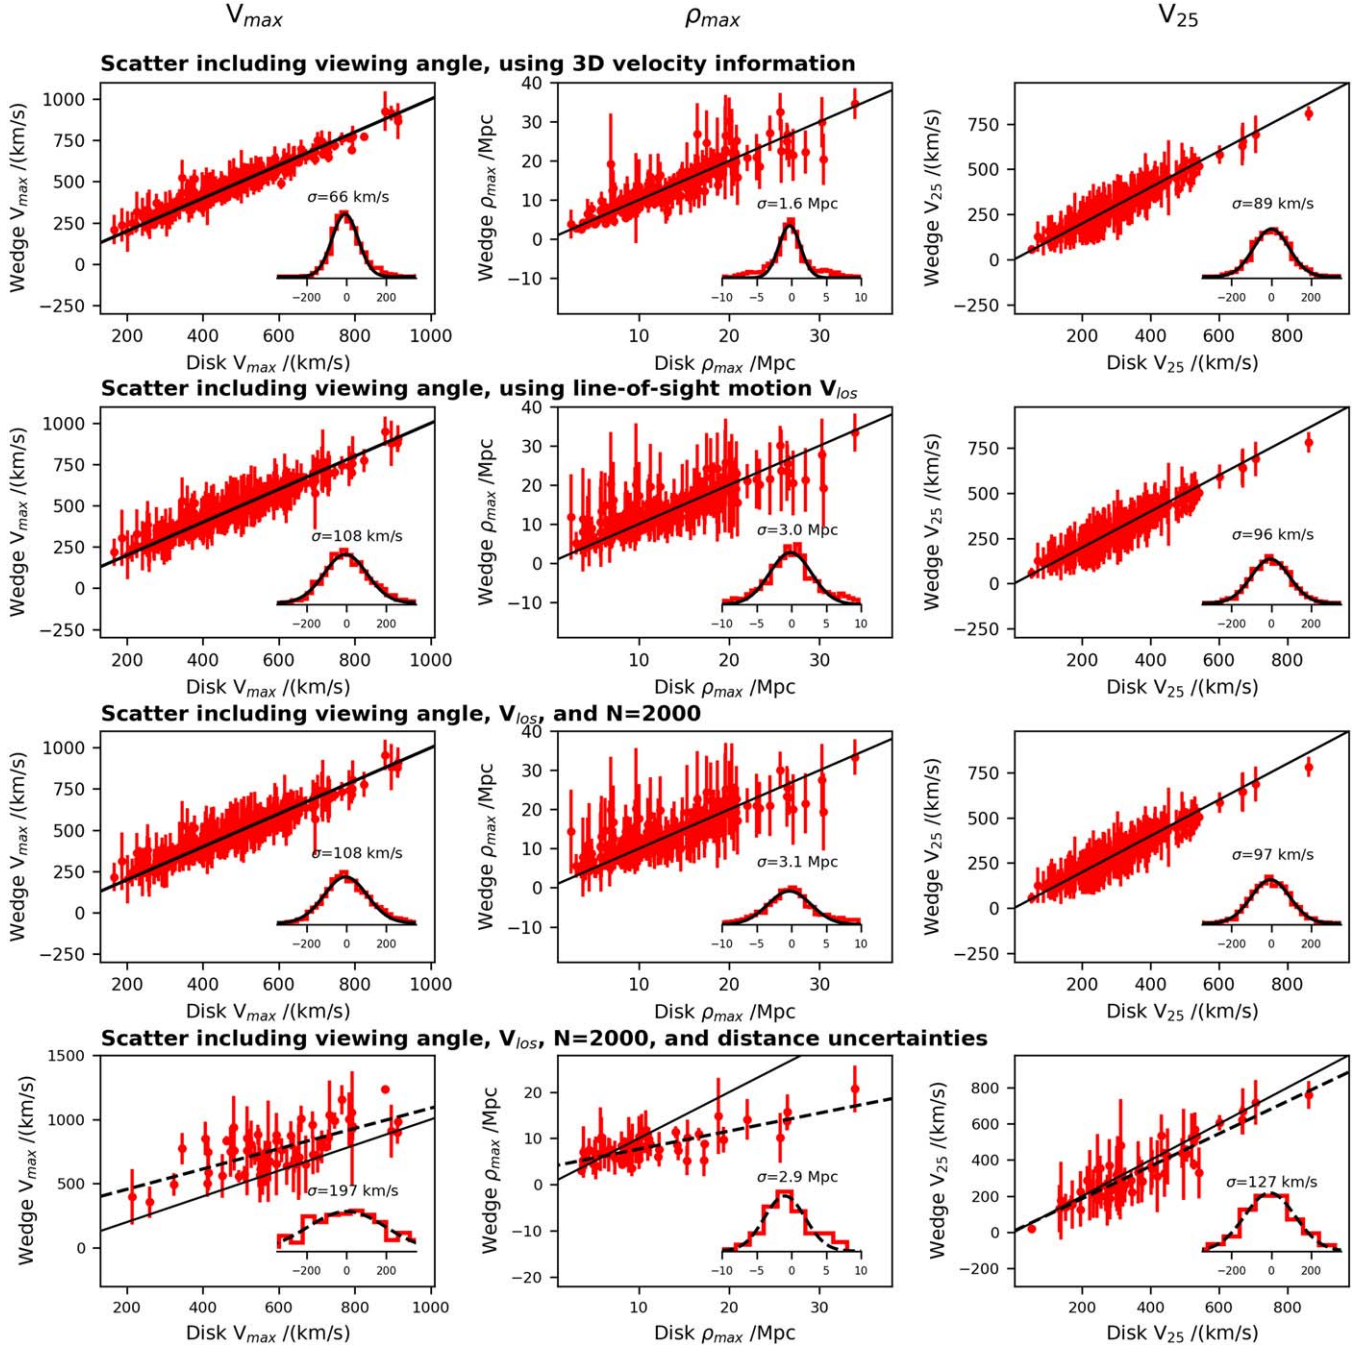 V_max ρ_max V_25
Scatter including viewing angle, using 3D velocity information
Wedge V_max /(km/s)
1000
750
500
250
0
−250
σ=66 km/s
−200 0 200
200 400 600 800 1000
Disk V_max /(km/s)
Wedge ρ_max /Mpc
40
30
20
10
0
−10
σ=1.6 Mpc
−10 −5 0 5 10
10 20 30
Disk ρ_max /Mpc
Wedge V_25 /(km/s)
750
500
250
0
−250
σ=89 km/s
−200 0 200
200 400 600 800
Disk V_25 /(km/s)
Scatter including viewing angle, using line-of-sight motion V_los
Wedge V_max /(km/s)
1000
750
500
250
0
−250
σ=108 km/s
−200 0 200
200 400 600 800 1000
Disk V_max /(km/s)
Wedge ρ_max /Mpc
40
30
20
10
0
−10
σ=3.0 Mpc
−10 −5 0 5 10
10 20 30
Disk ρ_max /Mpc
Wedge V_25 /(km/s)
750
500
250
0
−250
σ=96 km/s
−200 0 200
200 400 600 800
Disk V_25 /(km/s)
Scatter including viewing angle, V_los, and N=2000
Wedge V_max /(km/s)
1000
750
500
250
0
−250
σ=108 km/s
−200 0 200
200 400 600 800 1000
Disk V_max /(km/s)
Wedge ρ_max /Mpc
40
30
20
10
0
−10
σ=3.1 Mpc
−10 −5 0 5 10
10 20 30
Disk ρ_max /Mpc
Wedge V_25 /(km/s)
750
500
250
0
−250
σ=97 km/s
−200 0 200
200 400 600 800
Disk V_25 /(km/s)
Scatter including viewing angle, V_los, N=2000, and distance uncertainties
Wedge V_max /(km/s)
1500
1000
500
0
σ=197 km/s
−200 0 200
200 400 600 800 1000
Disk V_max /(km/s)
Wedge ρ_max /Mpc
20
10
0
−10
−20
σ=2.9 Mpc
−10 −5 0 5 10
10 20 30
Disk ρ_max /Mpc
Wedge V_25 /(km/s)
800
600
400
200
0
−200
σ=127 km/s
−200 0 200
200 400 600 800
Disk V_25 /(km/s)